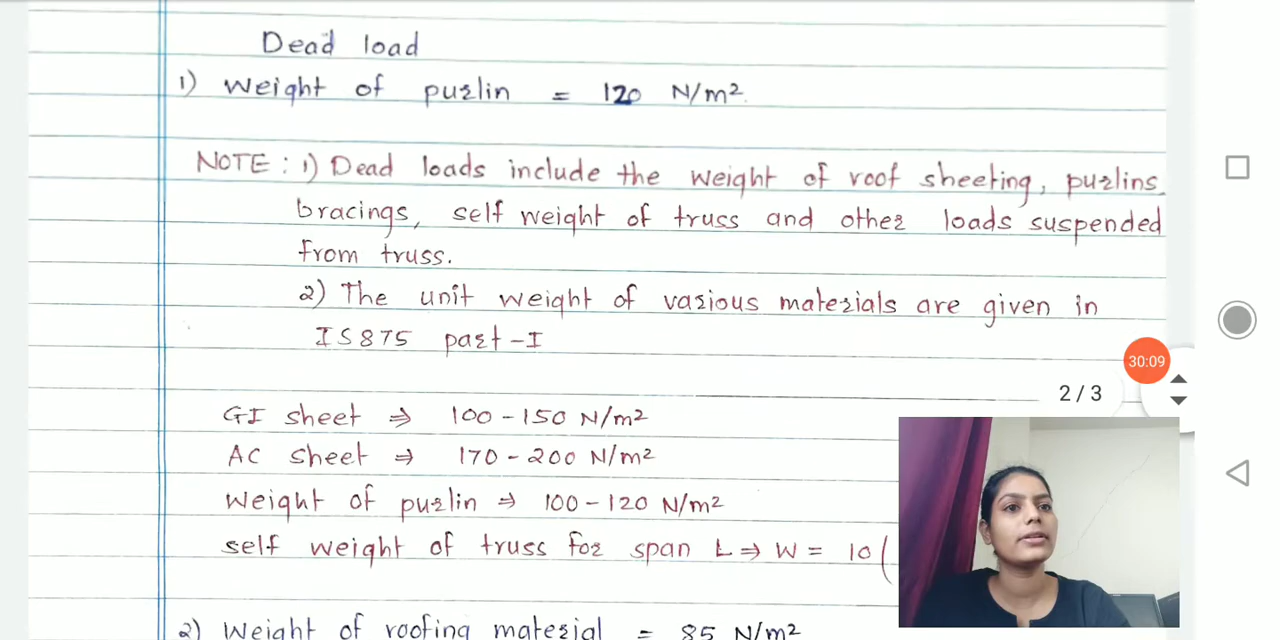 Dead load
1) Weight of purlin = 120 N/m²
NOTE : 1) Dead loads include the weight of roof sheeting, purlins
bracings, self weight of truss and other loads suspended
from truss.
2) The unit weight of various materials are given in
IS875 part-I
30:09
2 / 3
GI sheet ⇒ 100 - 150 N/m²
AC sheet ⇒ 170 - 200 N/m²
Weight of purlin ⇒ 100 - 120 N/m²
self weight of truss for span L ⇒ W = 10 (
2) Weight of roofing material = 85 N/m²